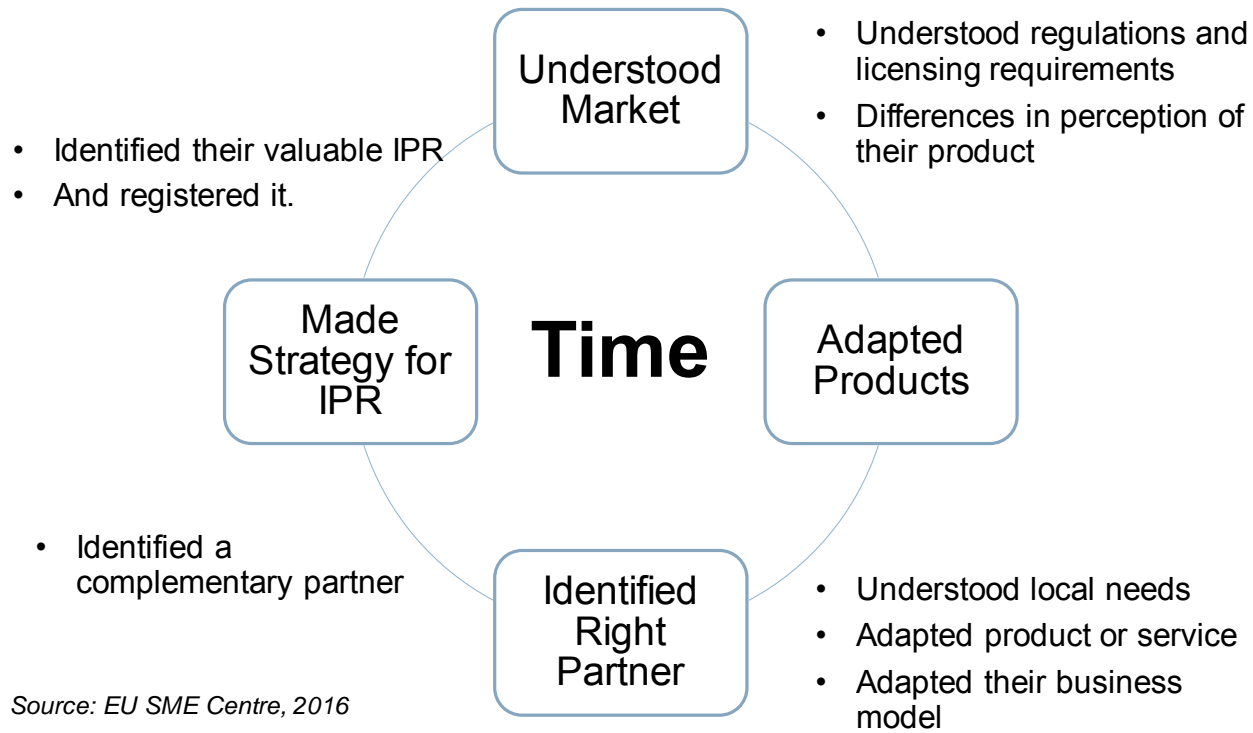 Understood
Market
• Understood regulations and
licensing requirements
• Differences in perception of
their product
• Identified their valuable IPR
• And registered it.
Made
Strategy for
IPR
Time
Adapted
Products
• Identified a
complementary partner
Identified
Right
Partner
• Understood local needs
• Adapted product or service
• Adapted their business
model
Source: EU SME Centre, 2016